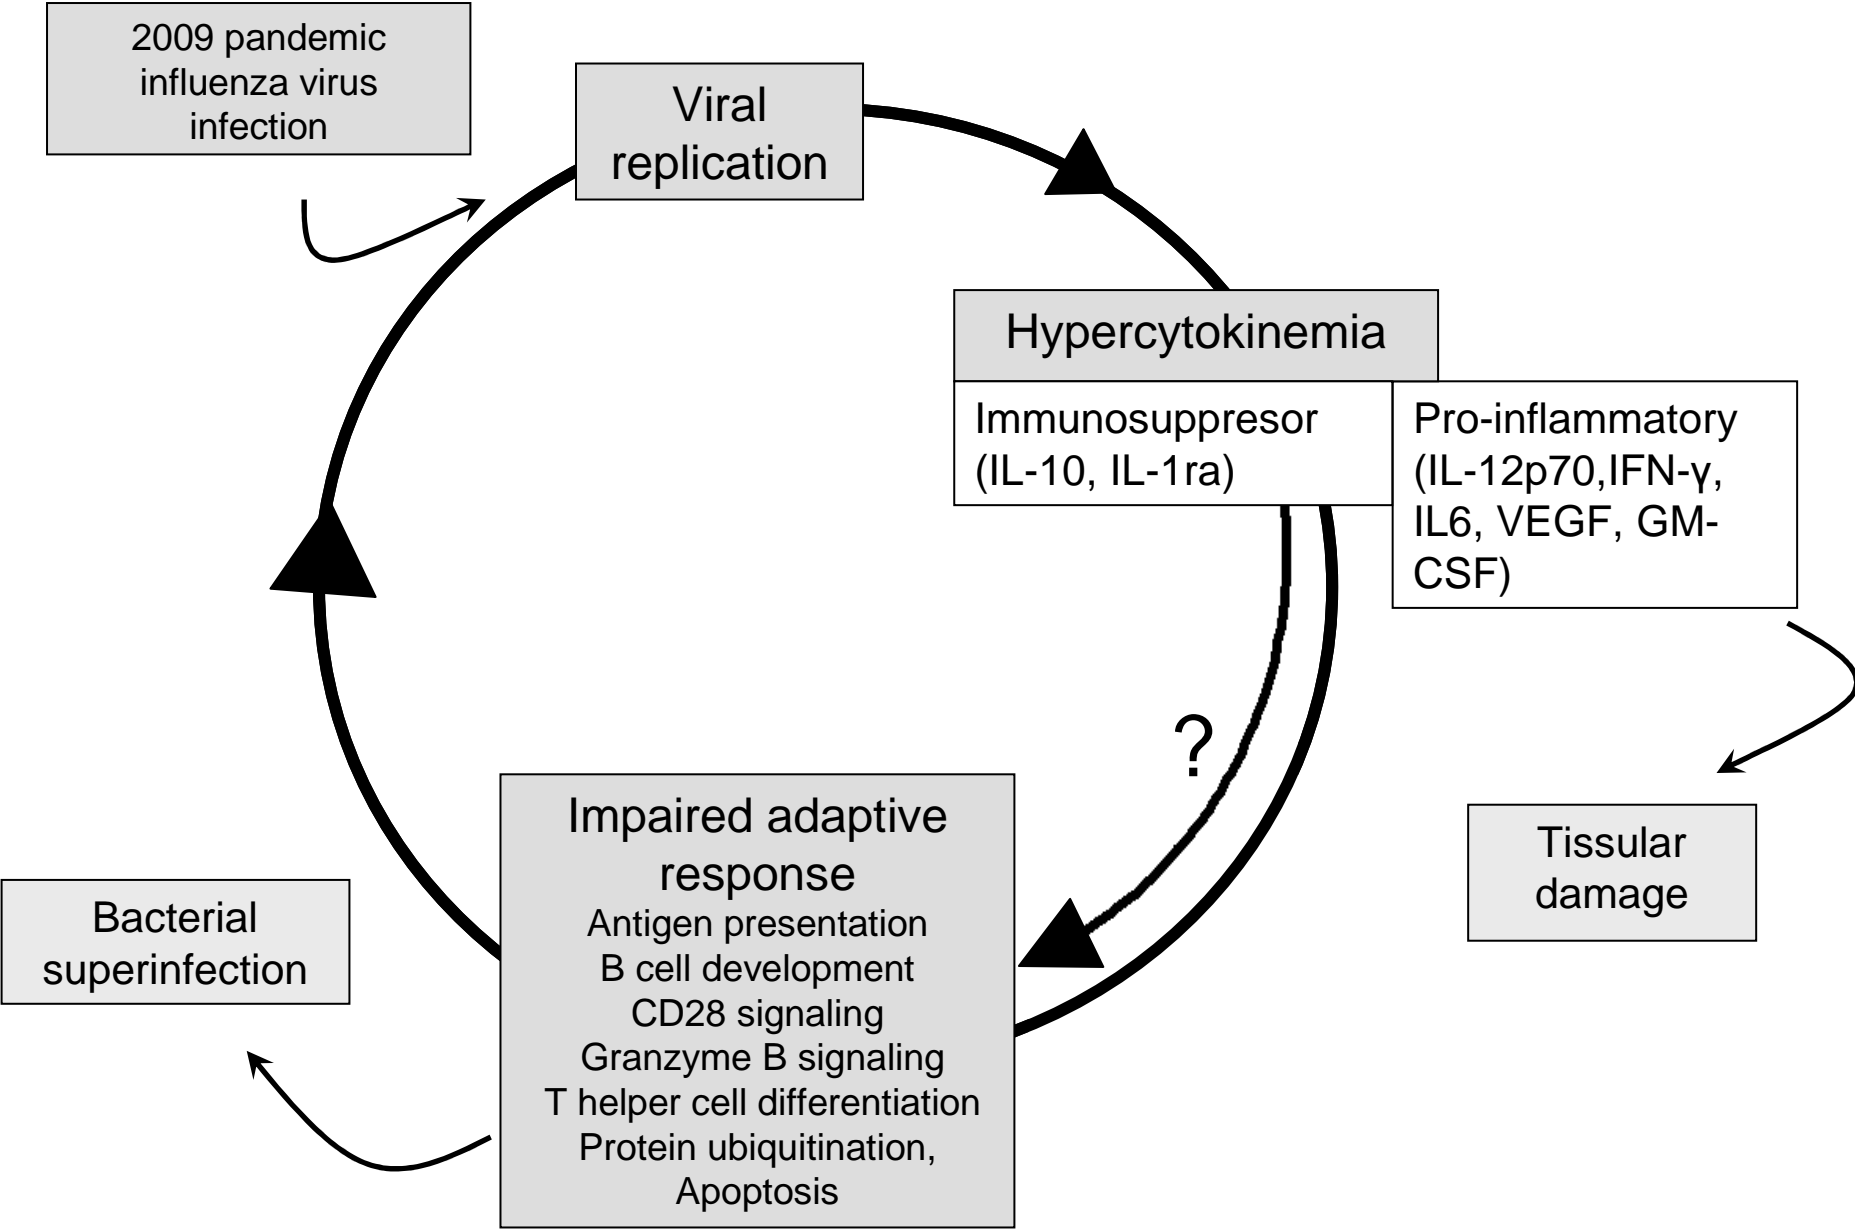 2009 pandemic
influenza virus
infection
Viral
replication
Hypercytokinemia
Immunosuppresor
(IL-10, IL-1ra)
Pro-inflammatory
(IL-12p70,IFN-γ,
IL6, VEGF, GM-
CSF)
?
Tissular
damage
Impaired adaptive
response
Antigen presentation
B cell development
CD28 signaling
Granzyme B signaling
T helper cell differentiation
Protein ubiquitination,
Apoptosis
Bacterial
superinfection